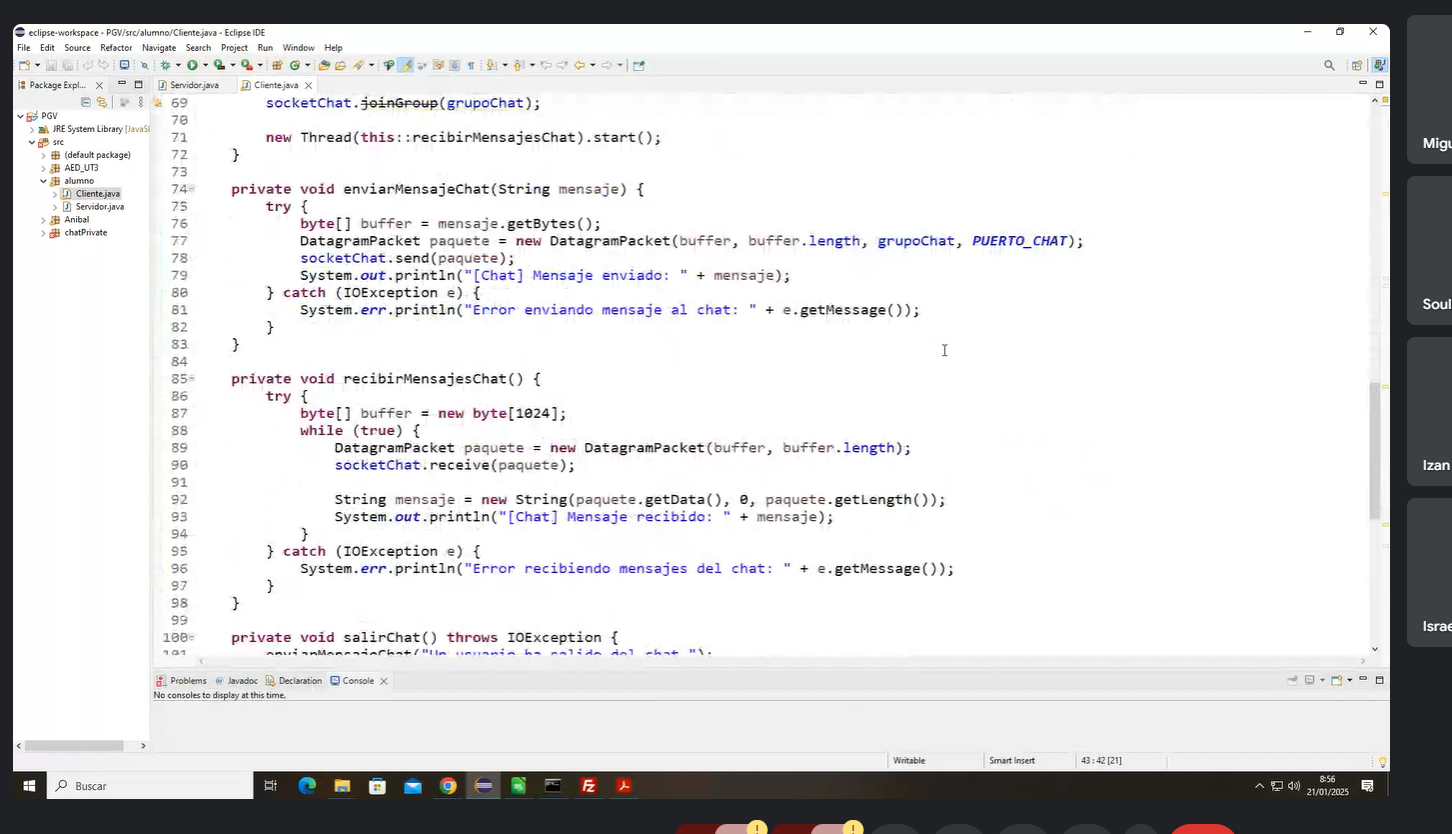 eclipse-workspace - PGV/src/alumno/Cliente.java - Eclipse IDE
File Edit Source Refactor Navigate Search Project Run Window Help
Package Expl...
Servidor.java
Cliente.java
PGV
JRE System Library [JavaS
src
(default package)
AED_UT3
alumno
Cliente.java
Servidor.java
Anibal
chatPrivate
69 socketChat.joinGroup(grupoChat);
70
71 new Thread(this::recibirMensajesChat).start();
72 }
73
74 private void enviarMensajeChat(String mensaje) {
75 try {
76 byte[] buffer = mensaje.getBytes();
77 DatagramPacket paquete = new DatagramPacket(buffer, buffer.length, grupoChat, PUERTO_CHAT);
78 socketChat.send(paquete);
79 System.out.println("[Chat] Mensaje enviado: " + mensaje);
80 } catch (IOException e) {
81 System.err.println("Error enviando mensaje al chat: " + e.getMessage());
82 }
83 }
84
85 private void recibirMensajesChat() {
86 try {
87 byte[] buffer = new byte[1024];
88 while (true) {
89 DatagramPacket paquete = new DatagramPacket(buffer, buffer.length);
90 socketChat.receive(paquete);
91
92 String mensaje = new String(paquete.getData(), 0, paquete.getLength());
93 System.out.println("[Chat] Mensaje recibido: " + mensaje);
94 }
95 } catch (IOException e) {
96 System.err.println("Error recibiendo mensajes del chat: " + e.getMessage());
97 }
98 }
99
100 private void salirChat() throws IOException {
101 enviarMensajeChat("Un usuario ha salido del chat.");
Problems Javadoc Declaration Console
No consoles to display at this time.
Writable Smart Insert 43 : 42 [21]
Buscar
8:56
21/01/2025
Migu
Soul
Izan
Israe